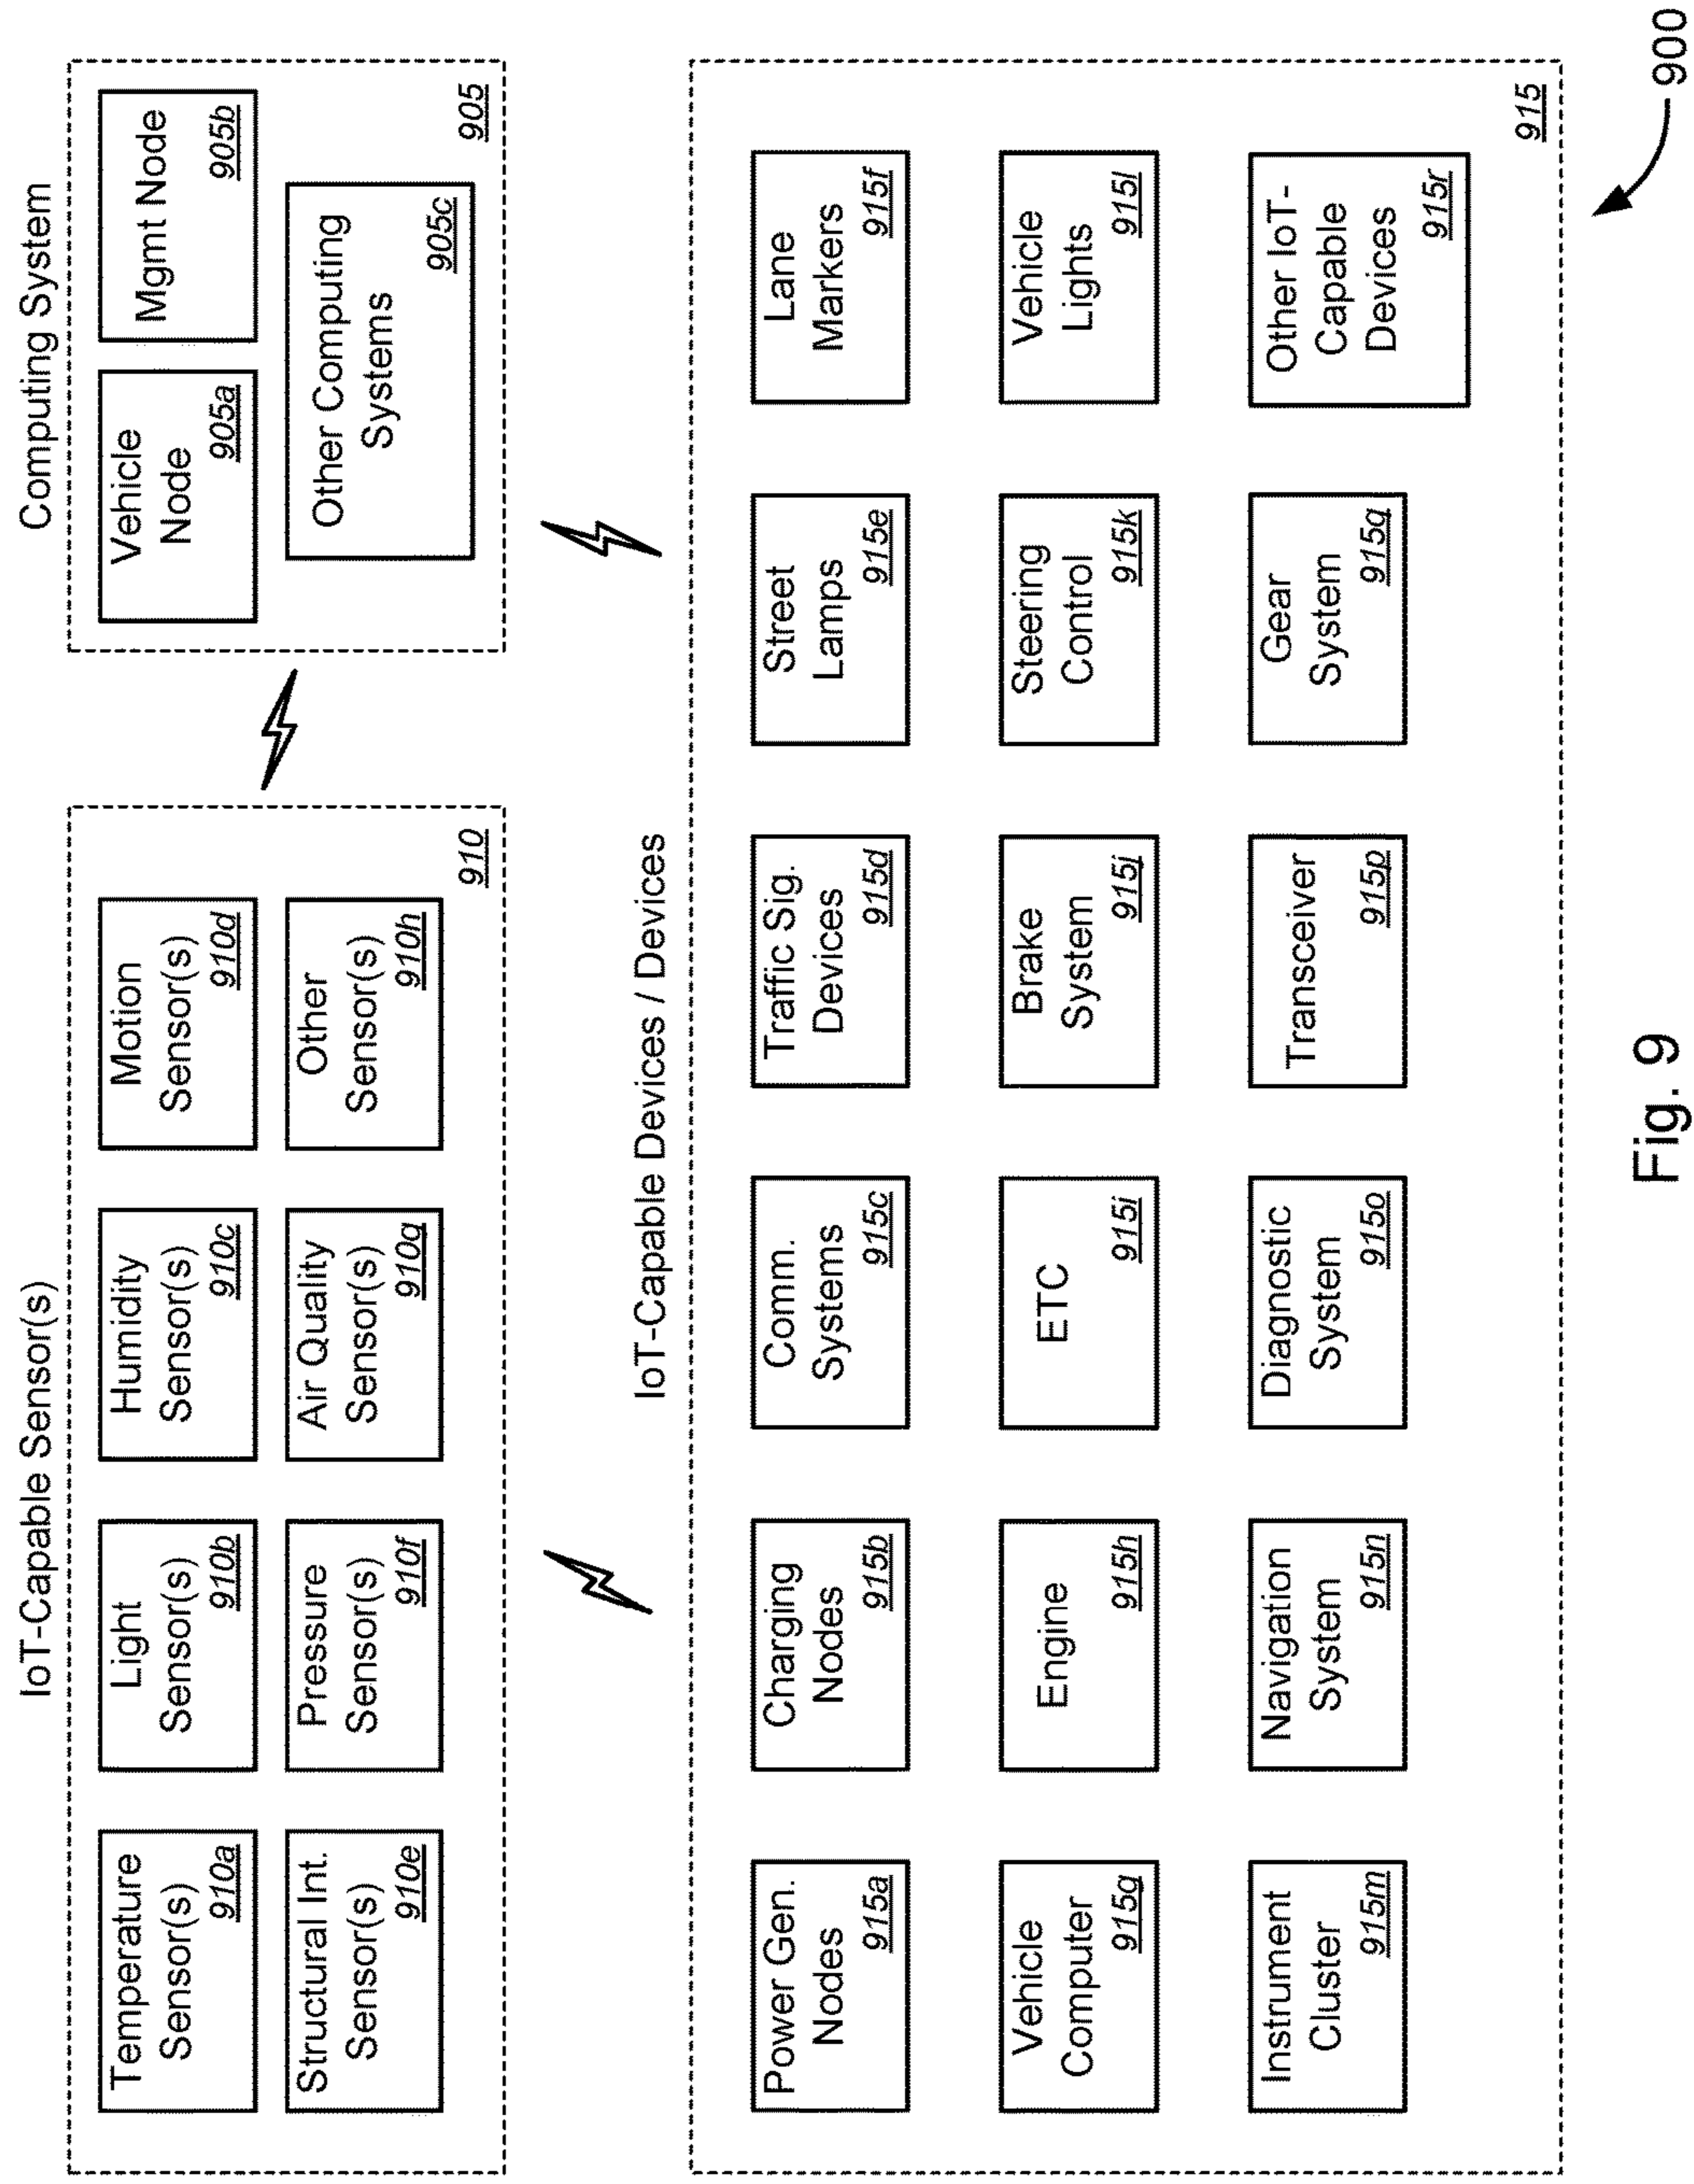 IoT-Capable Sensor(s)
Temperature
Sensor(s)
910a
Light
Sensor(s)
910b
Humidity
Sensor(s)
910c
Motion
Sensor(s)
910d
Structural Int.
Sensor(s)
910e
Pressure
Sensor(s)
910f
Air Quality
Sensor(s)
910g
Other
Sensor(s)
910h
910
Computing System
Vehicle
Node
905a
Mgmt Node
905b
Other Computing
Systems
905c
905
IoT-Capable Devices / Devices
Power Gen.
Nodes
915a
Charging
Nodes
915b
Comm.
Systems
915c
Traffic Sig.
Devices
915d
Street
Lamps
915e
Lane
Markers
915f
Vehicle
Computer
915g
Engine
915h
ETC
915i
Brake
System
915j
Steering
Control
915k
Vehicle
Lights
915l
Instrument
Cluster
915m
Navigation
System
915n
Diagnostic
System
915o
Transceiver
915p
Gear
System
915q
Other IoT-
Capable
Devices
915r
915
900
Fig. 9